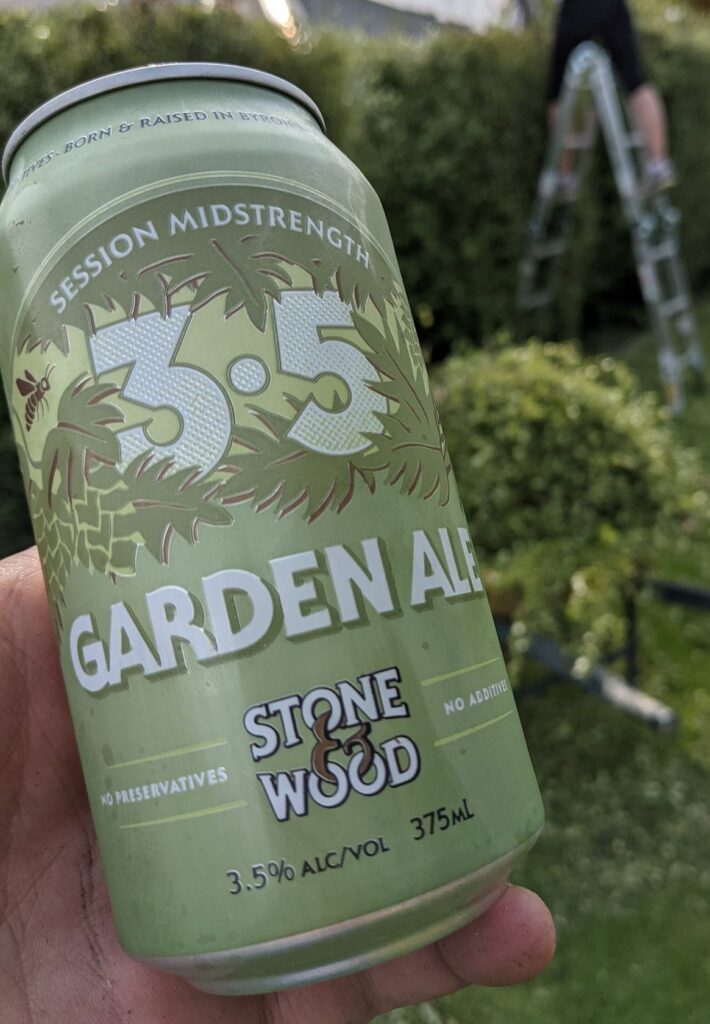 TIVES · BORN & RAISED IN BYRON
SESSION MIDSTRENGTH
3·5
GARDEN ALE
STONE
&
WOOD
NO PRESERVATIVES
NO ADDITIVES
3.5% ALC/VOL 375ML